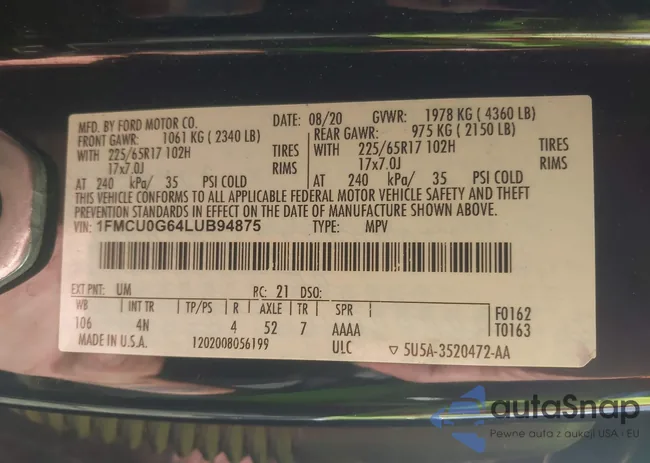 MFD. BY FORD MOTOR CO. DATE: 08/20 GVWR: 1978 KG ( 4360 LB)
FRONT GAWR: 1061 KG ( 2340 LB) REAR GAWR: 975 KG ( 2150 LB)
WITH 225/65R17 102H TIRES WITH 225/65R17 102H TIRES
17x7.0J RIMS 17x7.0J RIMS
AT 240 kPa/ 35 PSI COLD AT 240 kPa/ 35 PSI COLD
THIS VEHICLE CONFORMS TO ALL APPLICABLE FEDERAL MOTOR VEHICLE SAFETY AND THEFT
PREVENTION STANDARDS IN EFFECT ON THE DATE OF MANUFACTURE SHOWN ABOVE.
VIN: 1FMCU0G64LUB94875 TYPE: MPV
EXT PNT: UM RC: 21 DSO:
WB INT TR TP/PS R AXLE TR SPR F0162
106 4N 4 52 7 AAAA T0163
MADE IN U.S.A. 1202008056199 ULC ▽ 5U5A-3520472-AA
autaSnap
Pewne auta z aukcji USA - EU